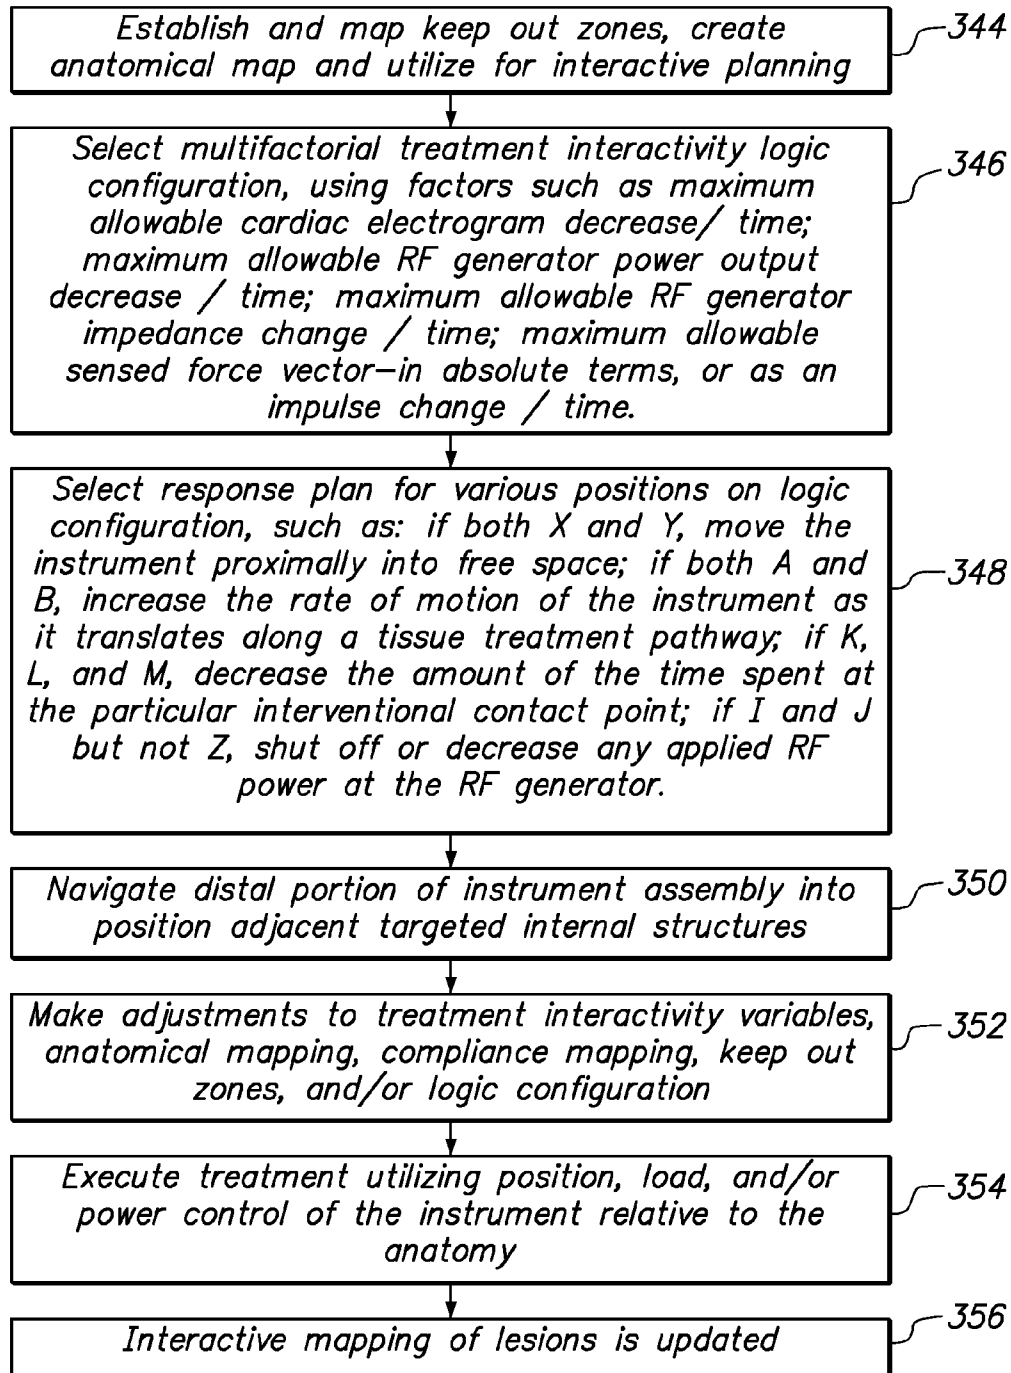 Establish and map keep out zones, create
anatomical map and utilize for interactive planning
344
Select multifactorial treatment interactivity logic
configuration, using factors such as maximum
allowable cardiac electrogram decrease/ time;
maximum allowable RF generator power output
decrease / time; maximum allowable RF generator
impedance change / time; maximum allowable
sensed force vector—in absolute terms, or as an
impulse change / time.
346
Select response plan for various positions on logic
configuration, such as: if both X and Y, move the
instrument proximally into free space; if both A and
B, increase the rate of motion of the instrument as
it translates along a tissue treatment pathway; if K,
L, and M, decrease the amount of the time spent at
the particular interventional contact point; if I and J
but not Z, shut off or decrease any applied RF
power at the RF generator.
348
Navigate distal portion of instrument assembly into
position adjacent targeted internal structures
350
Make adjustments to treatment interactivity variables,
anatomical mapping, compliance mapping, keep out
zones, and/or logic configuration
352
Execute treatment utilizing position, load, and/or
power control of the instrument relative to the
anatomy
354
Interactive mapping of lesions is updated
356